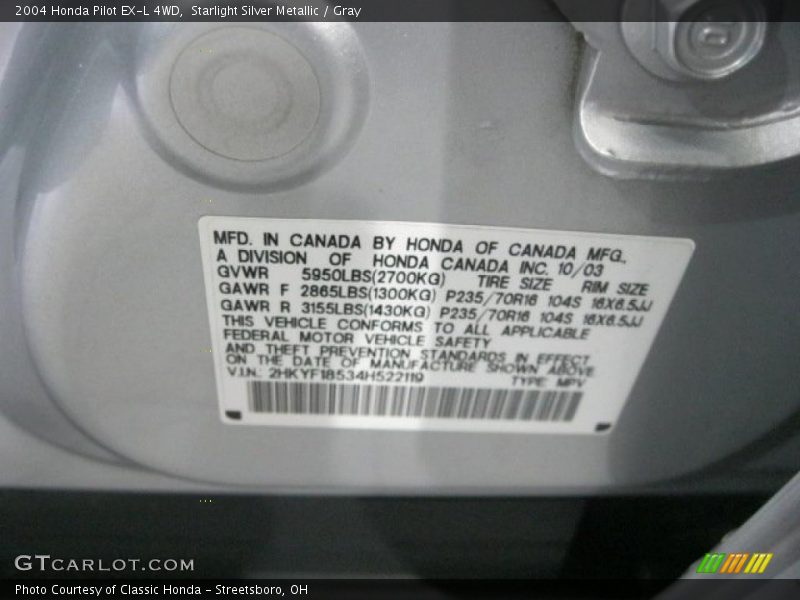 2004 Honda Pilot EX-L 4WD, Starlight Silver Metallic / Gray
MFD. IN CANADA BY HONDA OF CANADA MFG.,
A DIVISION OF HONDA CANADA INC. 10/03
GVWR 5950LBS(2700KG) TIRE SIZE RIM SIZE
GAWR F 2865LBS(1300KG) P235/70R16 104S 16X6.5JJ
GAWR R 3155LBS(1430KG) P235/70R16 104S 16X6.5JJ
THIS VEHICLE CONFORMS TO ALL APPLICABLE
FEDERAL MOTOR VEHICLE SAFETY
AND THEFT PREVENTION STANDARDS IN EFFECT
ON THE DATE OF MANUFACTURE SHOWN ABOVE
V.I.N.: 2HKYF18534H522119 TYPE: MPV
GTCARLOT.COM
Photo Courtesy of Classic Honda - Streetsboro, OH